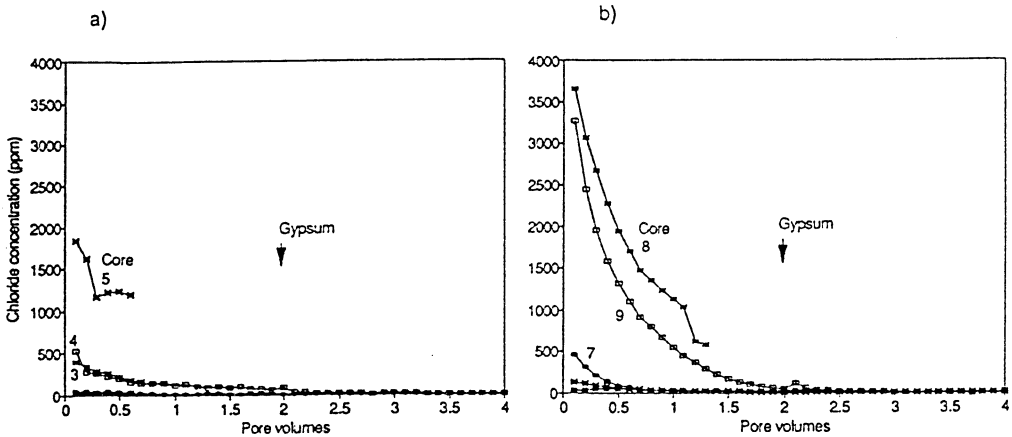 a)
4000
3500
3000
2500
2000
1500
1000
500
0
Chloride concentration (ppm)
Gypsum
Core
5
4
3
0 0.5 1 1.5 2 2.5 3 3.5 4
Pore volumes
b)
4000
3500
3000
2500
2000
1500
1000
500
0
Gypsum
Core
8
9
7
0 0.5 1 1.5 2 2.5 3 3.5 4
Pore volumes